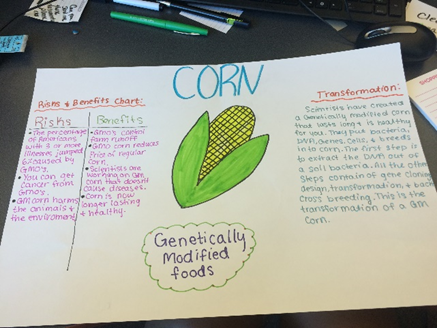 CORN
Risks & Benefits Chart:
Risks
• The percentage
of Americans
with 3 or more
illnesses jumped
caused by
GMO's.
• You can get
cancer from
GMO's.
• GM corn harms
the animals &
the environment
Benefits
• GMO's
farm runoff
• GMO corn reduces
Price of regular
corn.
• Scientists are
working on GM
corn that doesn't
cause diseases.
• Corn is now
longer lasting
& healthy.
Genetically
Modified
foods
Transformation:
Scientists have created
a Genetically modified corn
that lasts long & is healthy
for you. They put bacteria,
DNA, genes, cells, & breeds
in to corn. The first step is
to extract the DNA out of
a soil bacteria. All the other
steps contain of gene cloning,
design, transformation, & back
cross breeding. This is the
transformation of a GM
Corn.